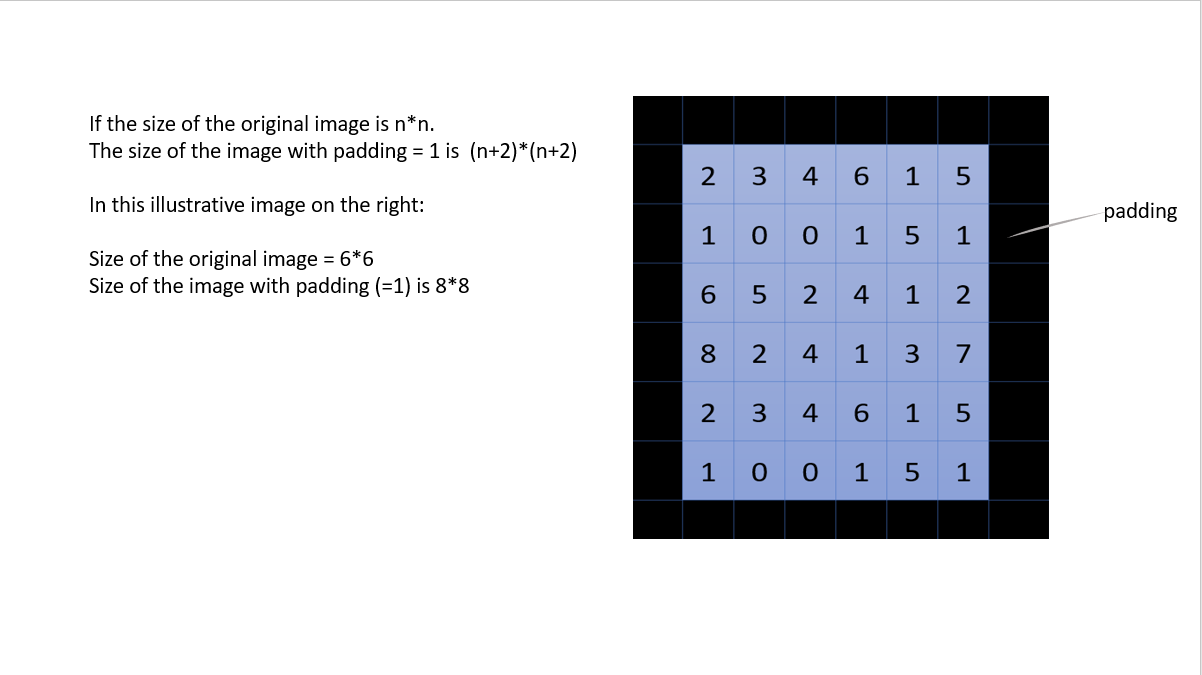 If the size of the original image is n*n.
The size of the image with padding = 1 is  (n+2)*(n+2)
In this illustrative image on the right:
Size of the original image = 6*6
Size of the image with padding (=1) is 8*8
2 3 4 6 1 5
1 0 0 1 5 1
padding
6 5 2 4 1 2
8 2 4 1 3 7
2 3 4 6 1 5
1 0 0 1 5 1